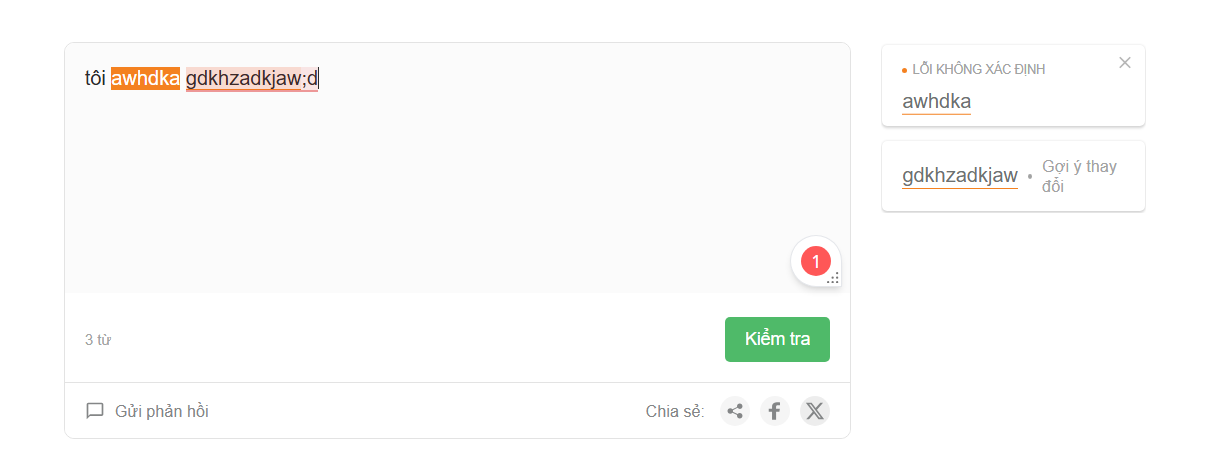 tôi awhdka gdkhzadkjaw;d
1
3 từ
Kiểm tra
Gửi phản hồi
Chia sẻ:
LỖI KHÔNG XÁC ĐỊNH
awhdka
gdkhzadkjaw • Gợi ý thay
đổi